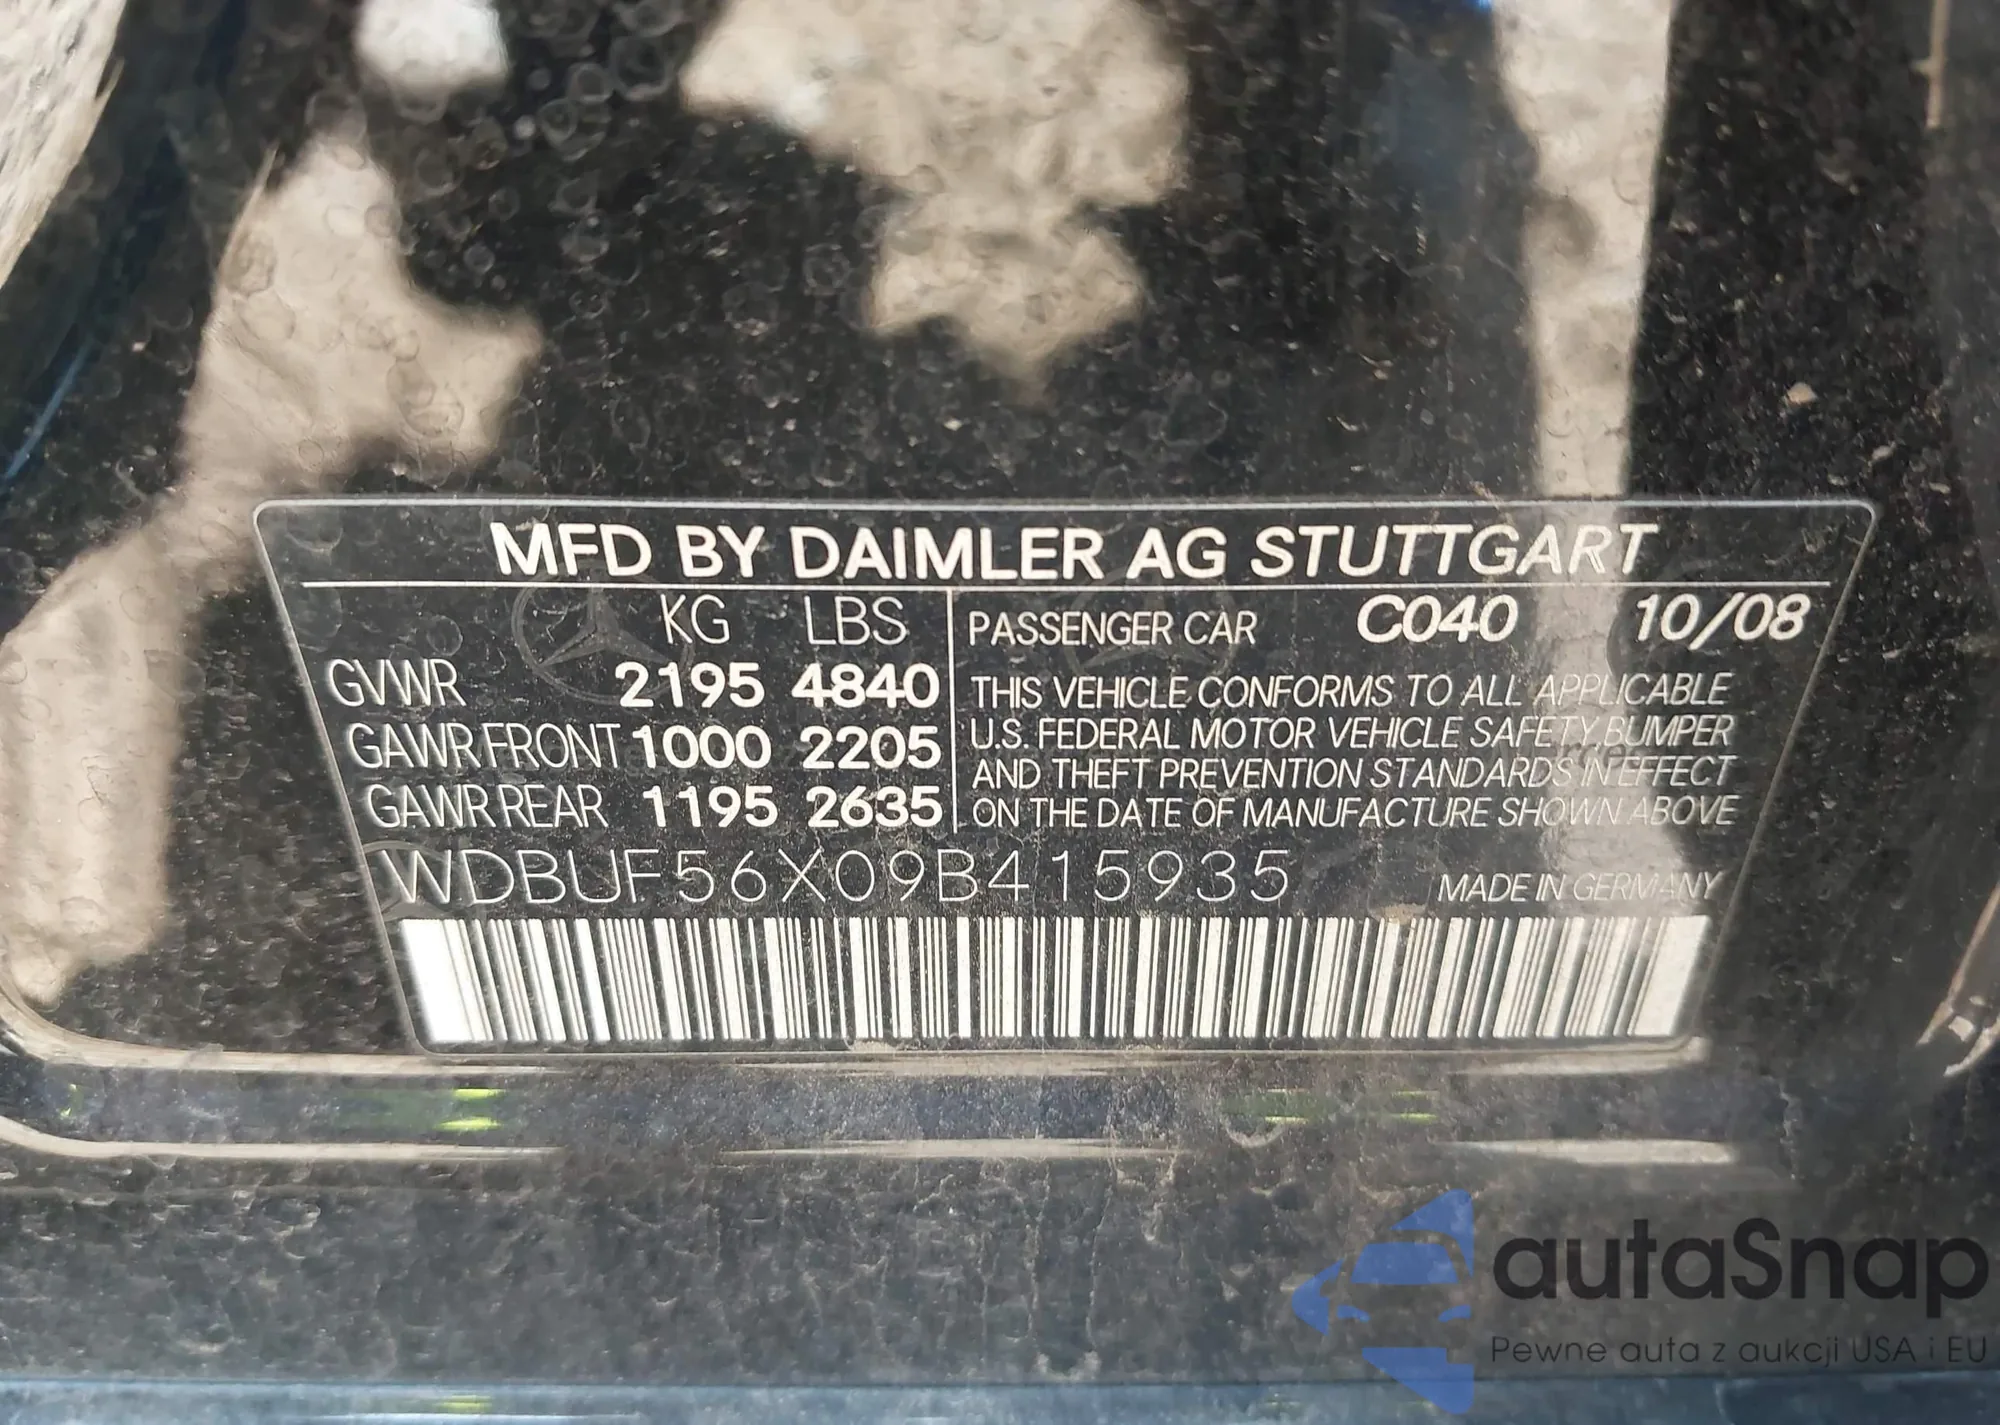 MFD BY DAIMLER AG STUTTGART
KG LBS
GVWR 2195 4840
GAWR FRONT 1000 2205
GAWR REAR 1195 2635
PASSENGER CAR C040 10/08
THIS VEHICLE CONFORMS TO ALL APPLICABLE
U.S. FEDERAL MOTOR VEHICLE SAFETY, BUMPER
AND THEFT PREVENTION STANDARDS IN EFFECT
ON THE DATE OF MANUFACTURE SHOWN ABOVE
WDBUF56X09B415935
MADE IN GERMANY
autaSnap
Pewne auta z aukcji USA i EU